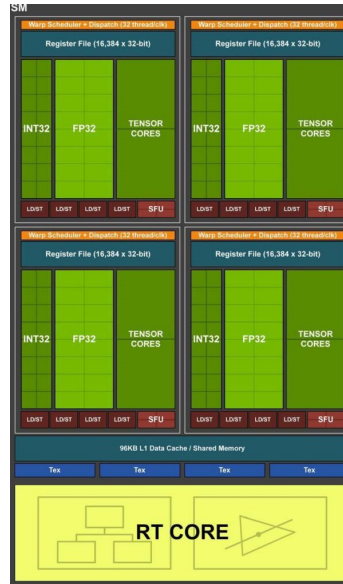 SM
Warp Scheduler + Dispatch (32 thread/clk)
Register File (16,384 x 32-bit)
INT32
FP32
TENSOR
CORES
LD/ST LD/ST LD/ST LD/ST SFU
Warp Scheduler + Dispatch (32 thread/clk)
Register File (16,384 x 32-bit)
INT32
FP32
TENSOR
CORES
LD/ST LD/ST LD/ST LD/ST SFU
Warp Scheduler + Dispatch (32 thread/clk)
Register File (16,384 x 32-bit)
INT32
FP32
TENSOR
CORES
LD/ST LD/ST LD/ST LD/ST SFU
Warp Scheduler + Dispatch (32 thread/clk)
Register File (16,384 x 32-bit)
INT32
FP32
TENSOR
CORES
LD/ST LD/ST LD/ST LD/ST SFU
96KB L1 Data Cache / Shared Memory
Tex Tex Tex Tex
RT CORE